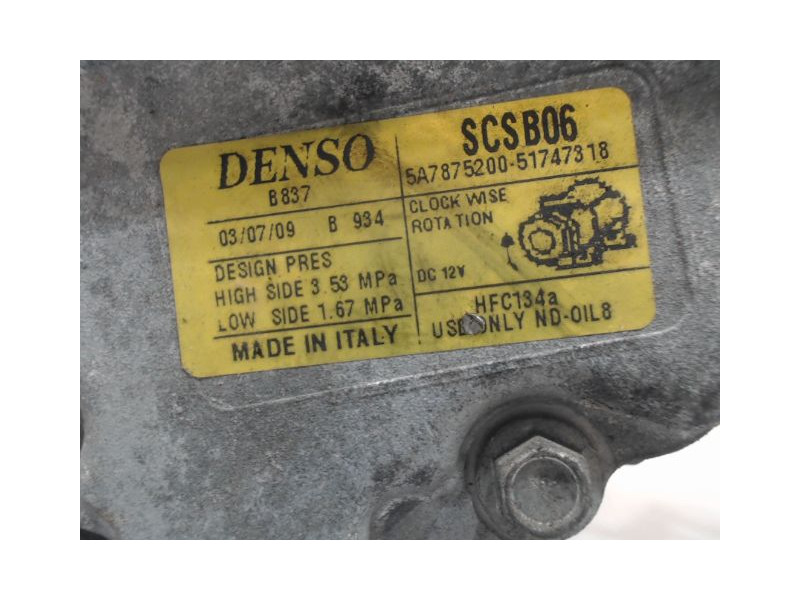 DENSO
B837
03/07/09 B 934
DESIGN PRES
HIGH SIDE 3.53 MPa
LOW SIDE 1.67 MPa
MADE IN ITALY
SCSB06
5A7875200-51747318
CLOCK WISE
ROTATION
DC 12V
HFC134a
USE ONLY ND-OIL8